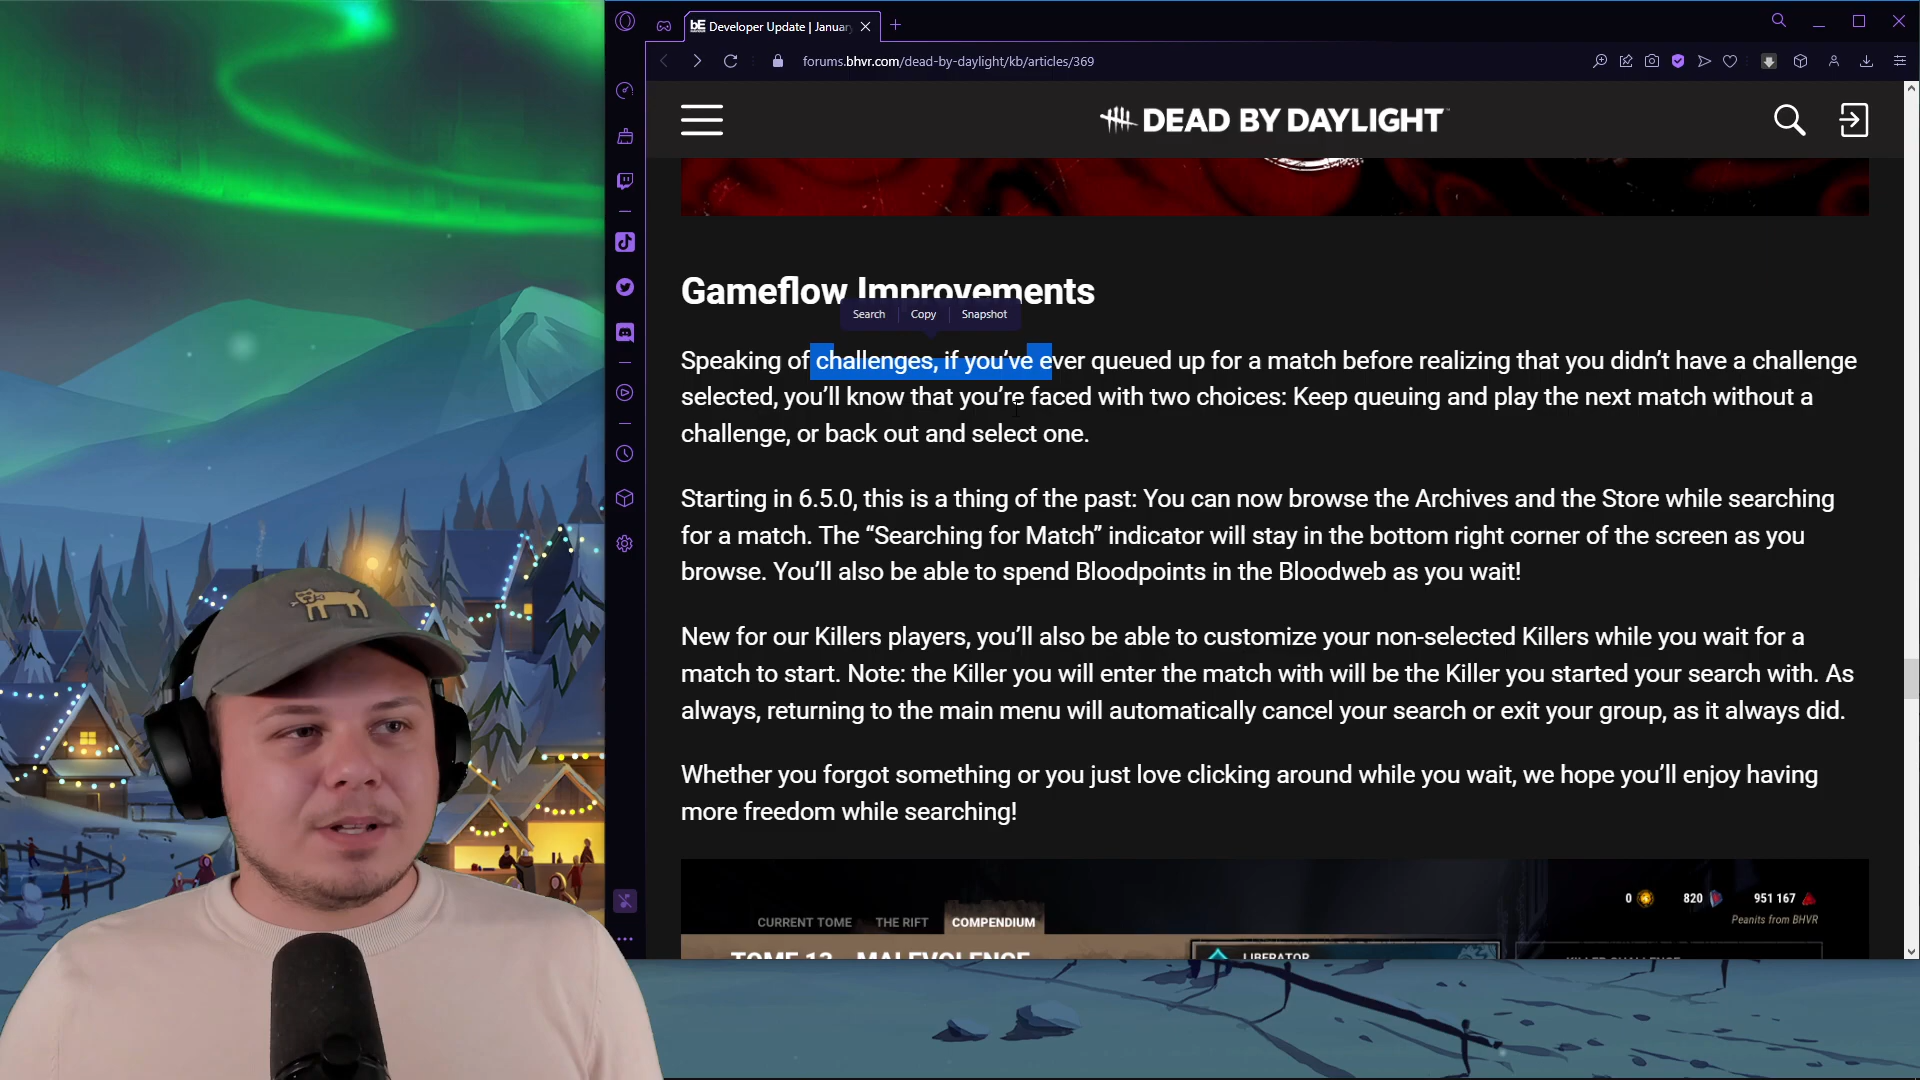 Developer Update | Januar
forums.bhvr.com/dead-by-daylight/kb/articles/369
DEAD BY DAYLIGHT
Gameflow Improvements
Search Copy Snapshot
Speaking of challenges, if you’ve ever queued up for a match before realizing that you didn’t have a challenge
selected, you’ll know that you’re faced with two choices: Keep queuing and play the next match without a
challenge, or back out and select one.
Starting in 6.5.0, this is a thing of the past: You can now browse the Archives and the Store while searching
for a match. The “Searching for Match” indicator will stay in the bottom right corner of the screen as you
browse. You’ll also be able to spend Bloodpoints in the Bloodweb as you wait!
New for our Killers players, you’ll also be able to customize your non-selected Killers while you wait for a
match to start. Note: the Killer you will enter the match with will be the Killer you started your search with. As
always, returning to the main menu will automatically cancel your search or exit your group, as it always did.
Whether you forgot something or you just love clicking around while you wait, we hope you’ll enjoy having
more freedom while searching!
0 820 951 167
Peanits from BHVR
CURRENT TOME THE RIFT COMPENDIUM
TOME 13 - MALEVOLENCE
LIBERATOR
KILLER CHALLENGE